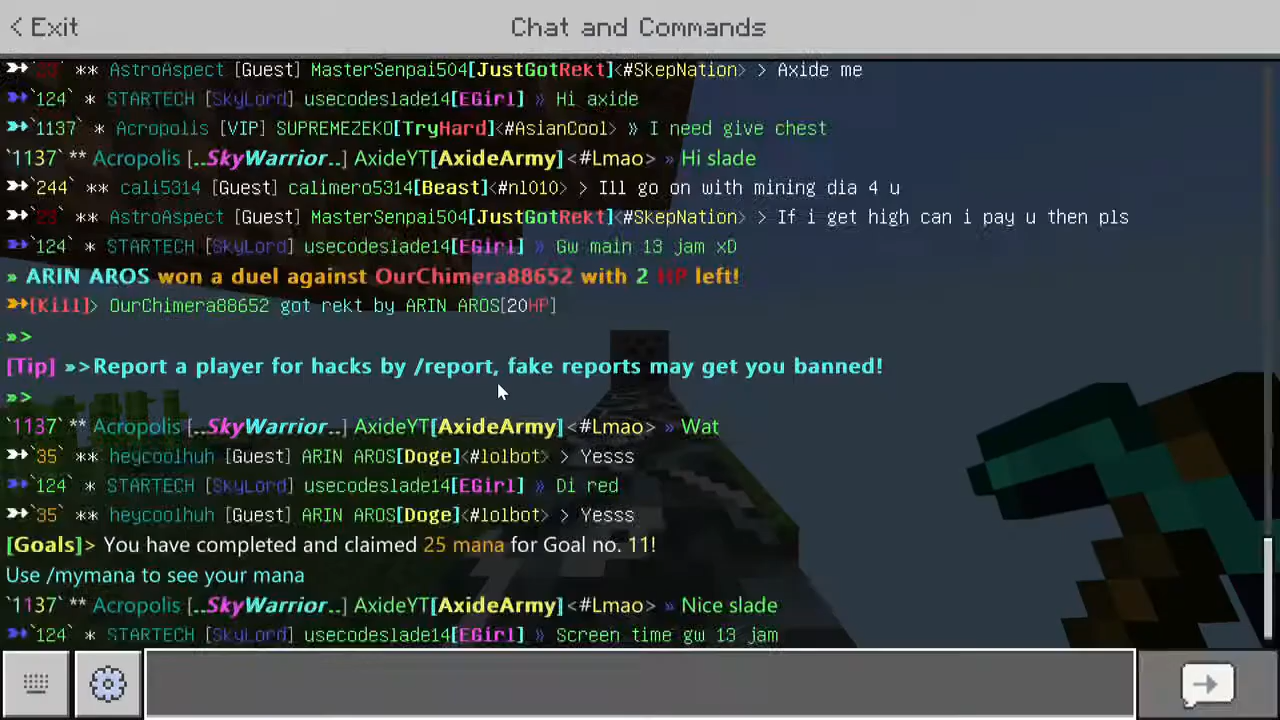 < Exit
Chat and Commands
➳`23` ** AstroAspect [Guest] MasterSenpai504[JustGotRekt]<#SkepNation> > Axide me
➳`124` * STARTECH [SkyLord] usecodeslade14[EGirl] » Hi axide
➳`1137` * Acropolis [VIP] SUPREMEZEKO[TryHard]<#AsianCool> » I need give chest
`1137` ** Acropolis [..SkyWarrior..] AxideYT[AxideArmy]<#Lmao> » Hi slade
➳`244` ** cali5314 [Guest] calimero5314[Beast]<#nl010> > Ill go on with mining dia 4 u
➳`23` ** AstroAspect [Guest] MasterSenpai504[JustGotRekt]<#SkepNation> > If i get high can i pay u then pls
➳`124` * STARTECH [SkyLord] usecodeslade14[EGirl] » Gw main 13 jam xD
» ARIN AROS won a duel against OurChimera88652 with 2 HP left!
➳[Kill]> OurChimera88652 got rekt by ARIN AROS[20HP]
»>
[Tip] »>Report a player for hacks by /report, fake reports may get you banned!
»>
`1137` ** Acropolis [..SkyWarrior..] AxideYT[AxideArmy]<#Lmao> » Wat
➳`35` ** heycoolhuh [Guest] ARIN AROS[Doge]<#lolbot> > Yesss
➳`124` * STARTECH [SkyLord] usecodeslade14[EGirl] » Di red
➳`35` ** heycoolhuh [Guest] ARIN AROS[Doge]<#lolbot> > Yesss
[Goals]> You have completed and claimed 25 mana for Goal no. 11!
Use /mymana to see your mana
`1137` ** Acropolis [..SkyWarrior..] AxideYT[AxideArmy]<#Lmao> » Nice slade
➳`124` * STARTECH [SkyLord] usecodeslade14[EGirl] » Screen time gw 13 jam